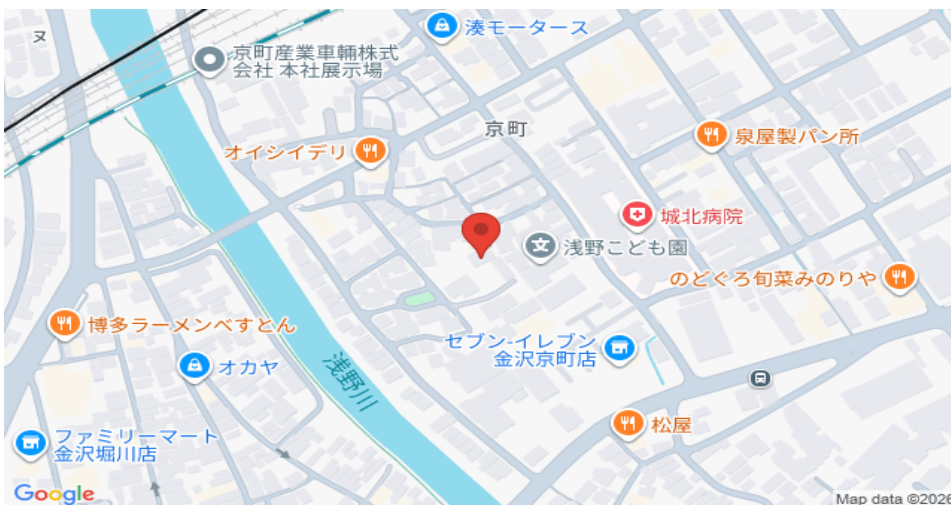 ヌ
湊モータース
京町産業車輛株式
会社 本社展示場
京町
泉屋製パン所
オイシイデリ
城北病院
浅野こども園
のどぐろ旬菜みのりや
博多ラーメンべすとん
セブン-イレブン
金沢京町店
オカヤ
浅野川
松屋
ファミリーマート
金沢堀川店
Google
Map data ©2026